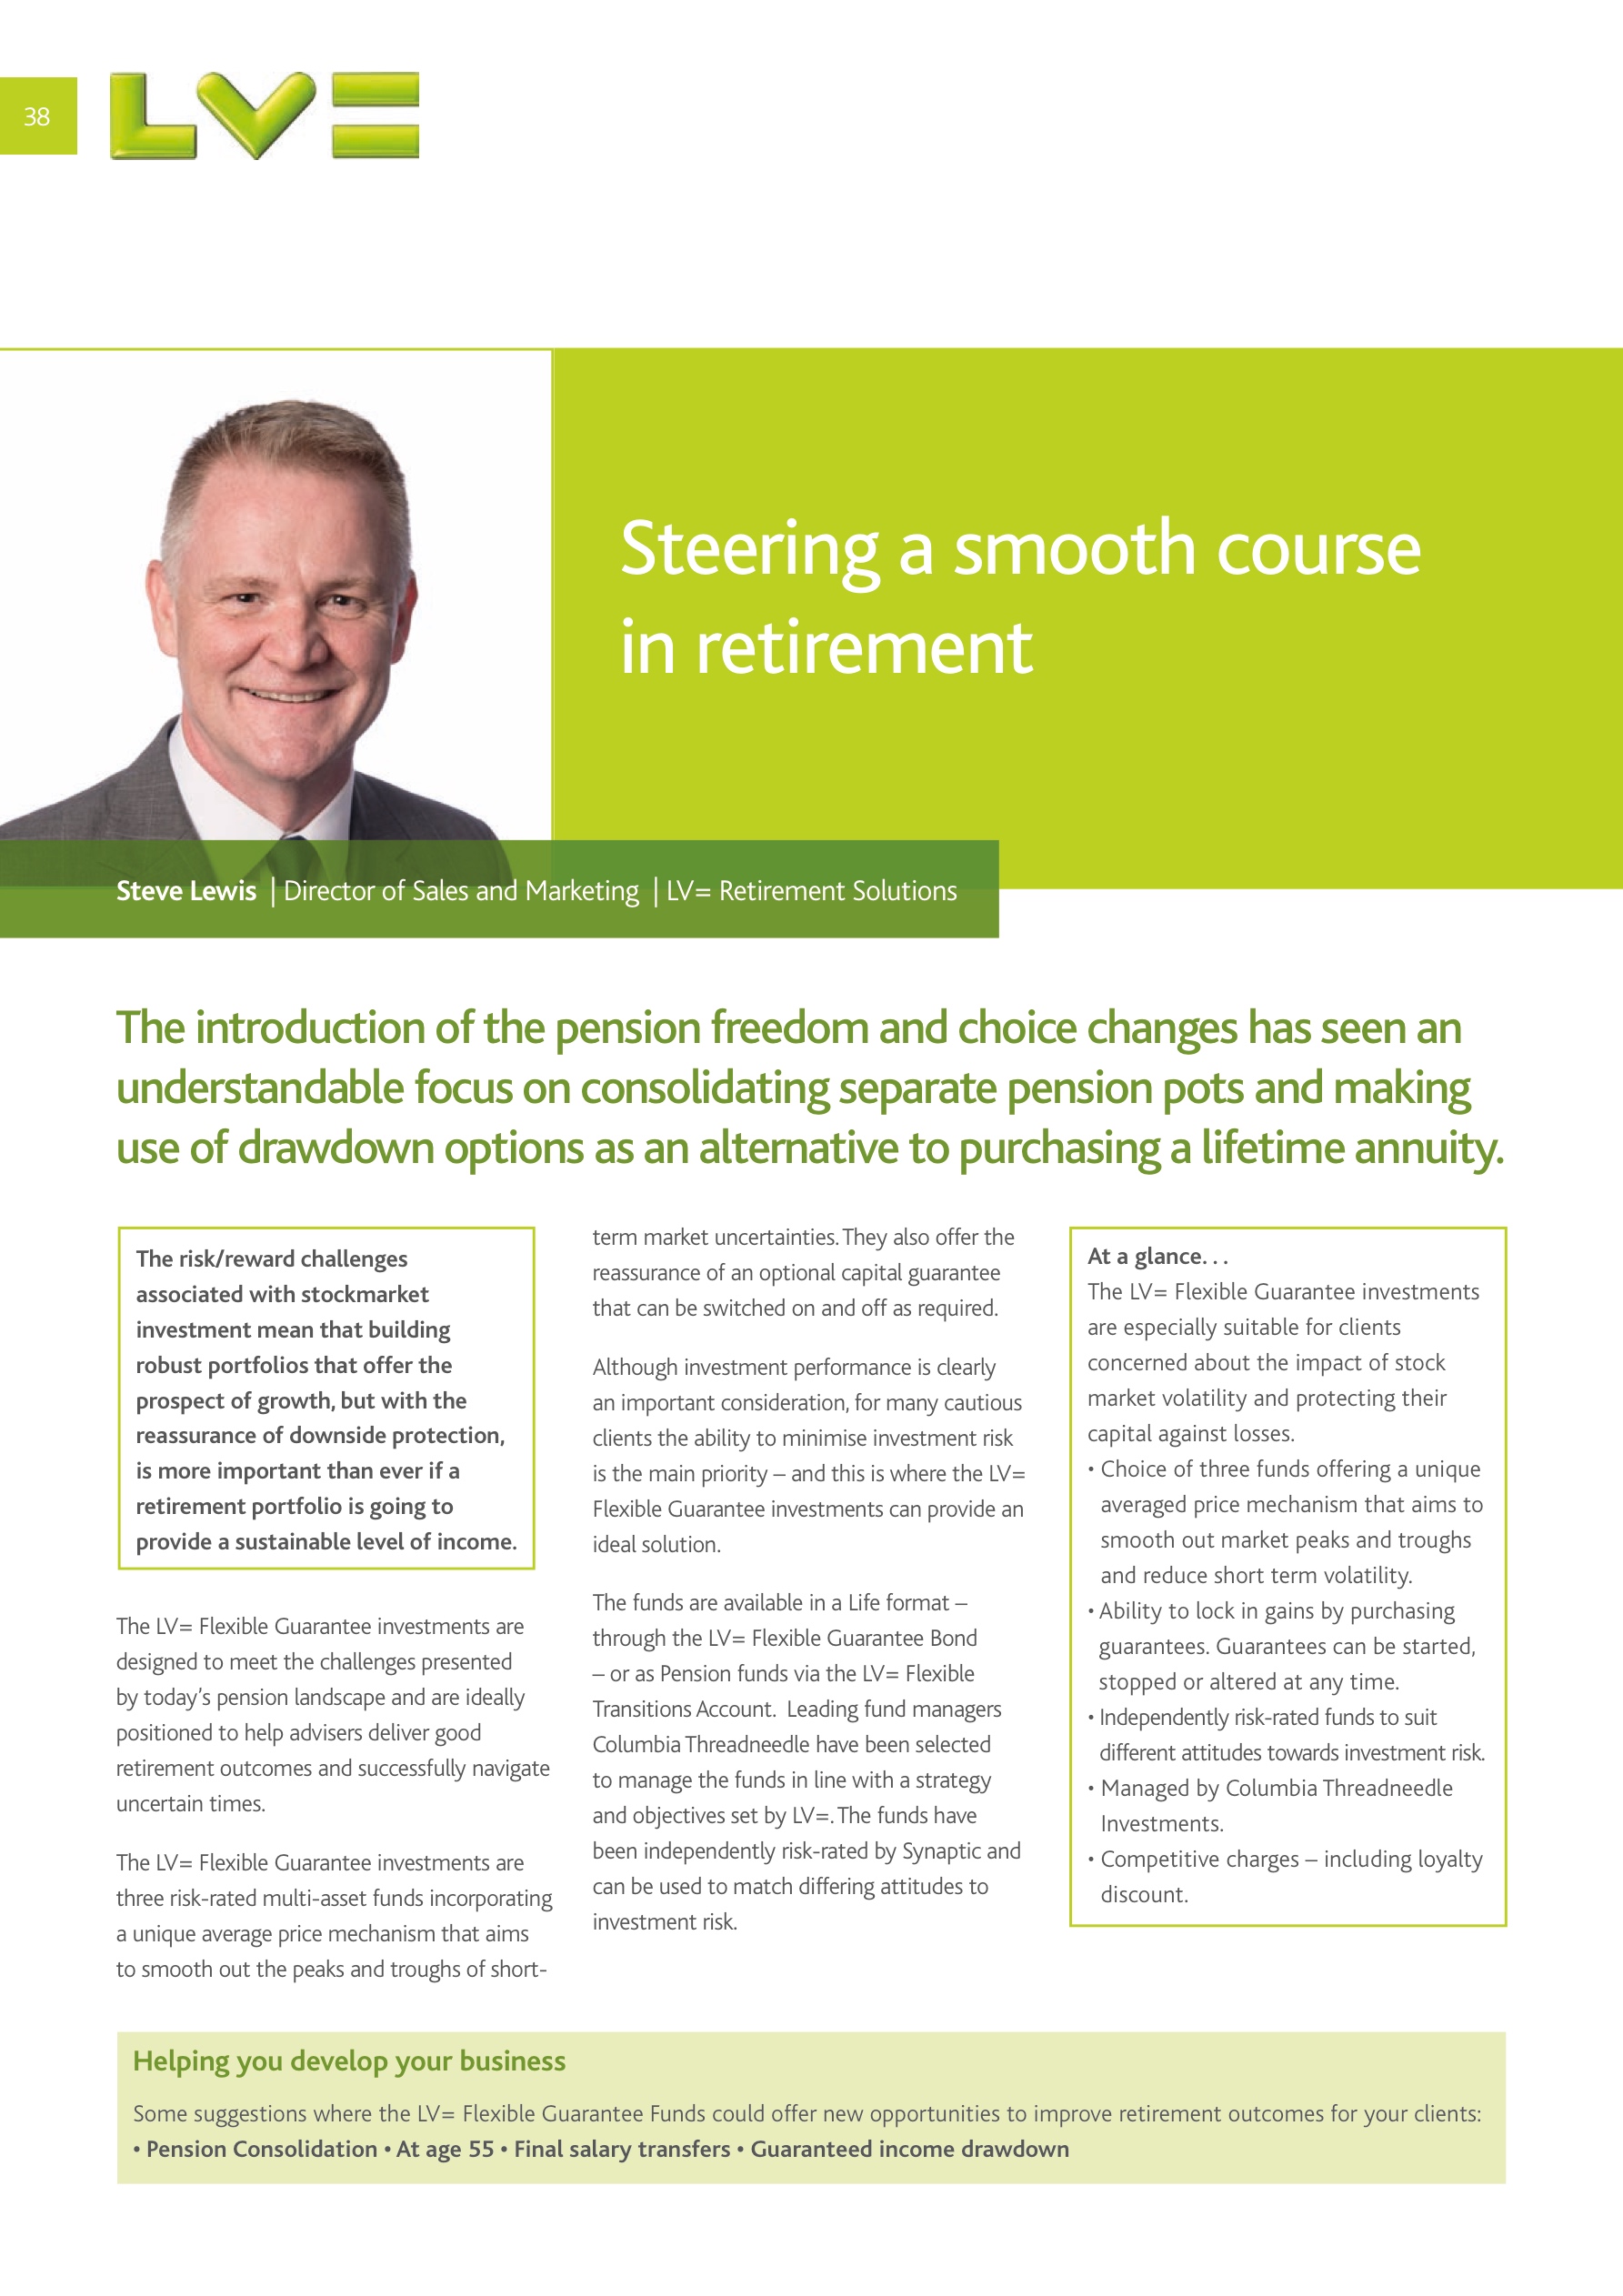 38
LV=
Steering a smooth course
in retirement
Steve Lewis | Director of Sales and Marketing | LV= Retirement Solutions
The introduction of the pension freedom and choice changes has seen an
understandable focus on consolidating separate pension pots and making
use of drawdown options as an alternative to purchasing a lifetime annuity.
The risk/reward challenges
associated with stockmarket
investment mean that building
robust portfolios that offer the
prospect of growth, but with the
reassurance of downside protection,
is more important than ever if a
retirement portfolio is going to
provide a sustainable level of income.
The LV= Flexible Guarantee investments are
designed to meet the challenges presented
by today's pension landscape and are ideally
positioned to help advisers deliver good
retirement outcomes and successfully navigate
uncertain times.
The LV= Flexible Guarantee investments are
three risk-rated multi-asset funds incorporating
a unique average price mechanism that aims
to smooth out the peaks and troughs of short-
term market uncertainties. They also offer the
reassurance of an optional capital guarantee
that can be switched on and off as required.
Although investment performance is clearly
an important consideration, for many cautious
clients the ability to minimise investment risk
is the main priority – and this is where the LV=
Flexible Guarantee investments can provide an
ideal solution.
The funds are available in a Life format –
through the LV= Flexible Guarantee Bond
– or as Pension funds via the LV= Flexible
Transitions Account. Leading fund managers
Columbia Threadneedle have been selected
to manage the funds in line with a strategy
and objectives set by LV=. The funds have
been independently risk-rated by Synaptic and
can be used to match differing attitudes to
investment risk.
At a glance. . .
The LV= Flexible Guarantee investments
are especially suitable for clients
concerned about the impact of stock
market volatility and protecting their
capital against losses.
• Choice of three funds offering a unique
averaged price mechanism that aims to
smooth out market peaks and troughs
and reduce short term volatility.
• Ability to lock in gains by purchasing
guarantees. Guarantees can be started,
stopped or altered at any time.
• Independently risk-rated funds to suit
different attitudes towards investment risk.
• Managed by Columbia Threadneedle
Investments.
• Competitive charges – including loyalty
discount.
Helping you develop your business
Some suggestions where the LV= Flexible Guarantee Funds could offer new opportunities to improve retirement outcomes for your clients:
• Pension Consolidation • At age 55 • Final salary transfers • Guaranteed income drawdown